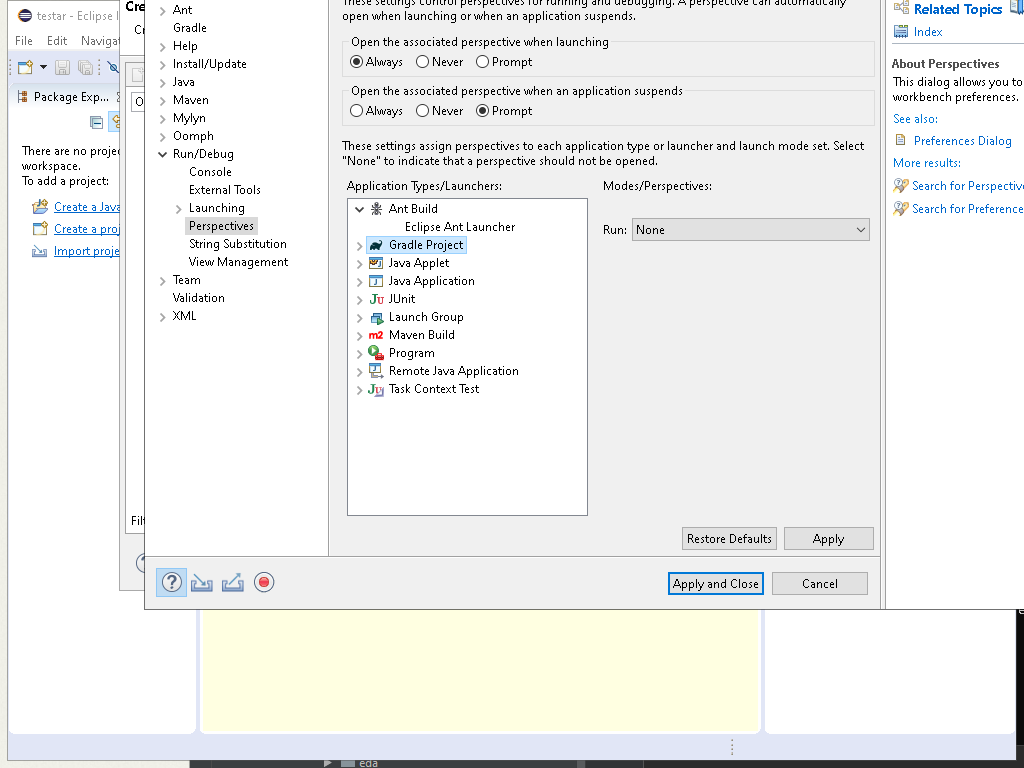 testar - Eclipse I
File Edit Navigat
Package Exp...
There are no projec
workspace.
To add a project:
Create a Java
Create a proj
Import proje
Cre
Ant
Gradle
Help
Install/Update
Java
Maven
Mylyn
Oomph
Run/Debug
Console
External Tools
Launching
Perspectives
String Substitution
View Management
Team
Validation
XML
These settings control perspectives for running and debugging. A perspective can automatically
open when launching or when an application suspends.
Open the associated perspective when launching
Always Never Prompt
Open the associated perspective when an application suspends
Always Never Prompt
These settings assign perspectives to each application type or launcher and launch mode set. Select
"None" to indicate that a perspective should not be opened.
Application Types/Launchers:
Modes/Perspectives:
Ant Build
Eclipse Ant Launcher
Gradle Project
Java Applet
Java Application
JUnit
Launch Group
Maven Build
Program
Remote Java Application
Task Context Test
Run: None
Restore Defaults Apply
Apply and Close Cancel
Related Topics
Index
About Perspectives
This dialog allows you to
workbench preferences.
See also:
Preferences Dialog
More results:
Search for Perspective
Search for Preference
Filt
eda